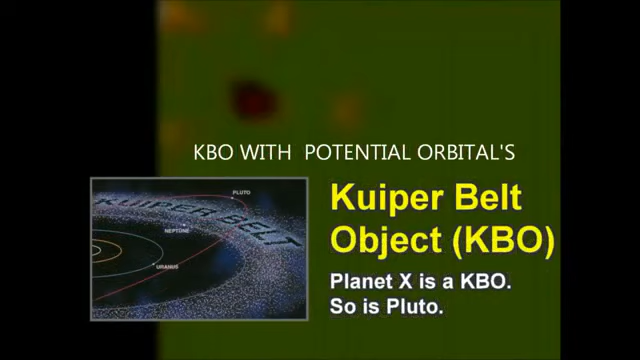 KBO WITH POTENTIAL ORBITAL'S
Kuiper Belt
Object (KBO)
Planet X is a KBO.
So is Pluto.
PLUTO
KUIPER BELT
NEPTUNE
URANUS